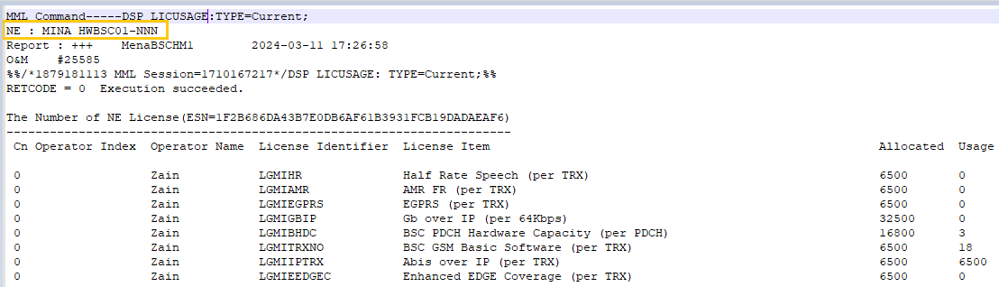 MML Command-----DSP LICUSAGE:TYPE=Current;
NE : MINA HWBSC01-NNN
Report : +++    MenaBSCHM1        2024-03-11 17:26:58
O&M    #25585
%%/*1879181113 MML Session=1710167217*/DSP LICUSAGE: TYPE=Current;%%
RETCODE = 0  Execution succeeded.
The Number of NE License(ESN=1F2B686DA43B7E0DB6AF61B3931FCB19DADAEAF6)
----------------------------------------------------------------------
Cn Operator Index  Operator Name  License Identifier  License Item  Allocated  Usage
0  Zain  LGMIHR  Half Rate Speech (per TRX)  6500  0
0  Zain  LGMIAMR  AMR FR (per TRX)  6500  0
0  Zain  LGMIEGPRS  EGPRS (per TRX)  6500  0
0  Zain  LGMIGBIP  Gb over IP (per 64Kbps)  32500  0
0  Zain  LGMIBHDC  BSC PDCH Hardware Capacity (per PDCH)  16800  3
0  Zain  LGMITRXNO  BSC GSM Basic Software (per TRX)  6500  18
0  Zain  LGMIIPTRX  Abis over IP (per TRX)  6500  6500
0  Zain  LGMIEEDGEC  Enhanced EDGE Coverage (per TRX)  6500  0